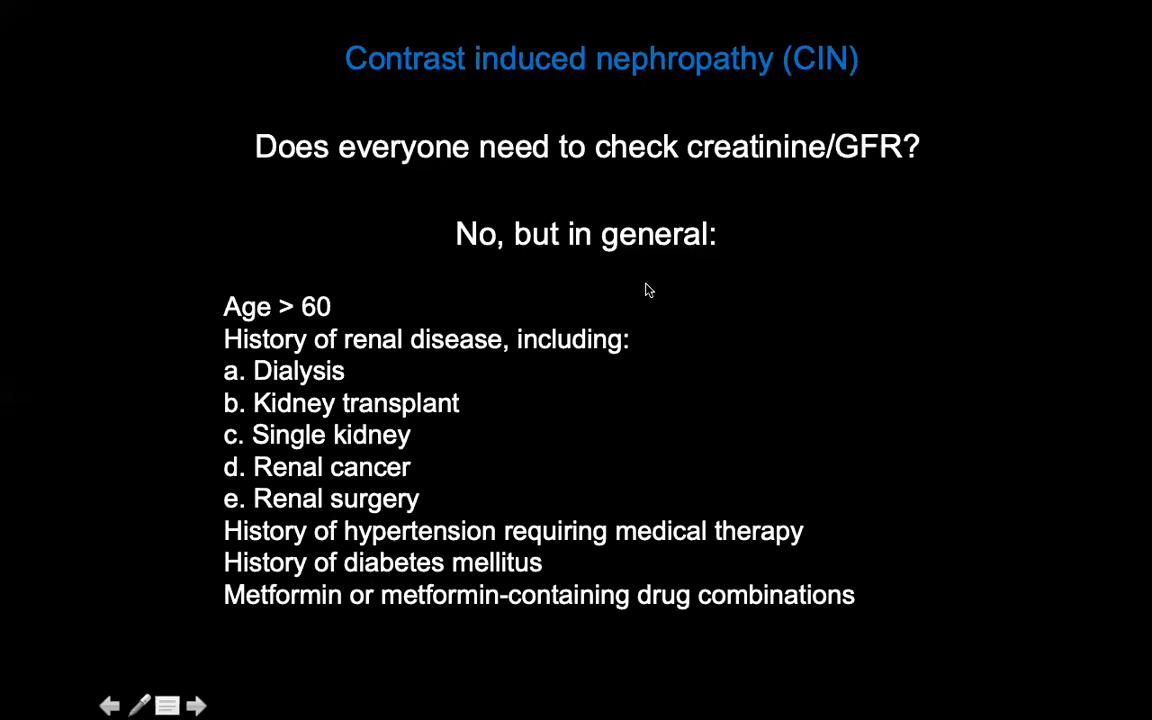 Contrast induced nephropathy (CIN)
Does everyone need to check creatinine/GFR?
No, but in general:
Age > 60
History of renal disease, including:
a. Dialysis
b. Kidney transplant
c. Single kidney
d. Renal cancer
e. Renal surgery
History of hypertension requiring medical therapy
History of diabetes mellitus
Metformin or metformin-containing drug combinations